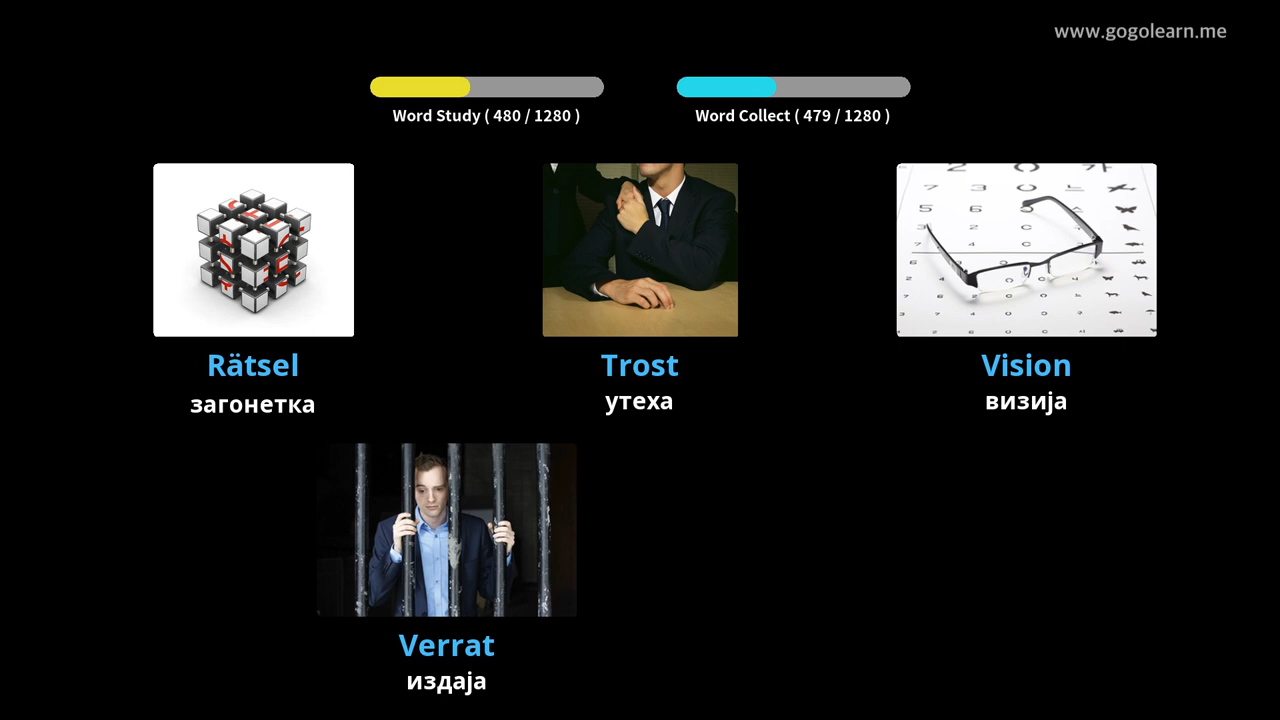 www.gogolearn.me
Word Study ( 480 / 1280 )
Word Collect ( 479 / 1280 )
Rätsel
загонетка
Trost
утеха
Vision
визија
Verrat
издаја